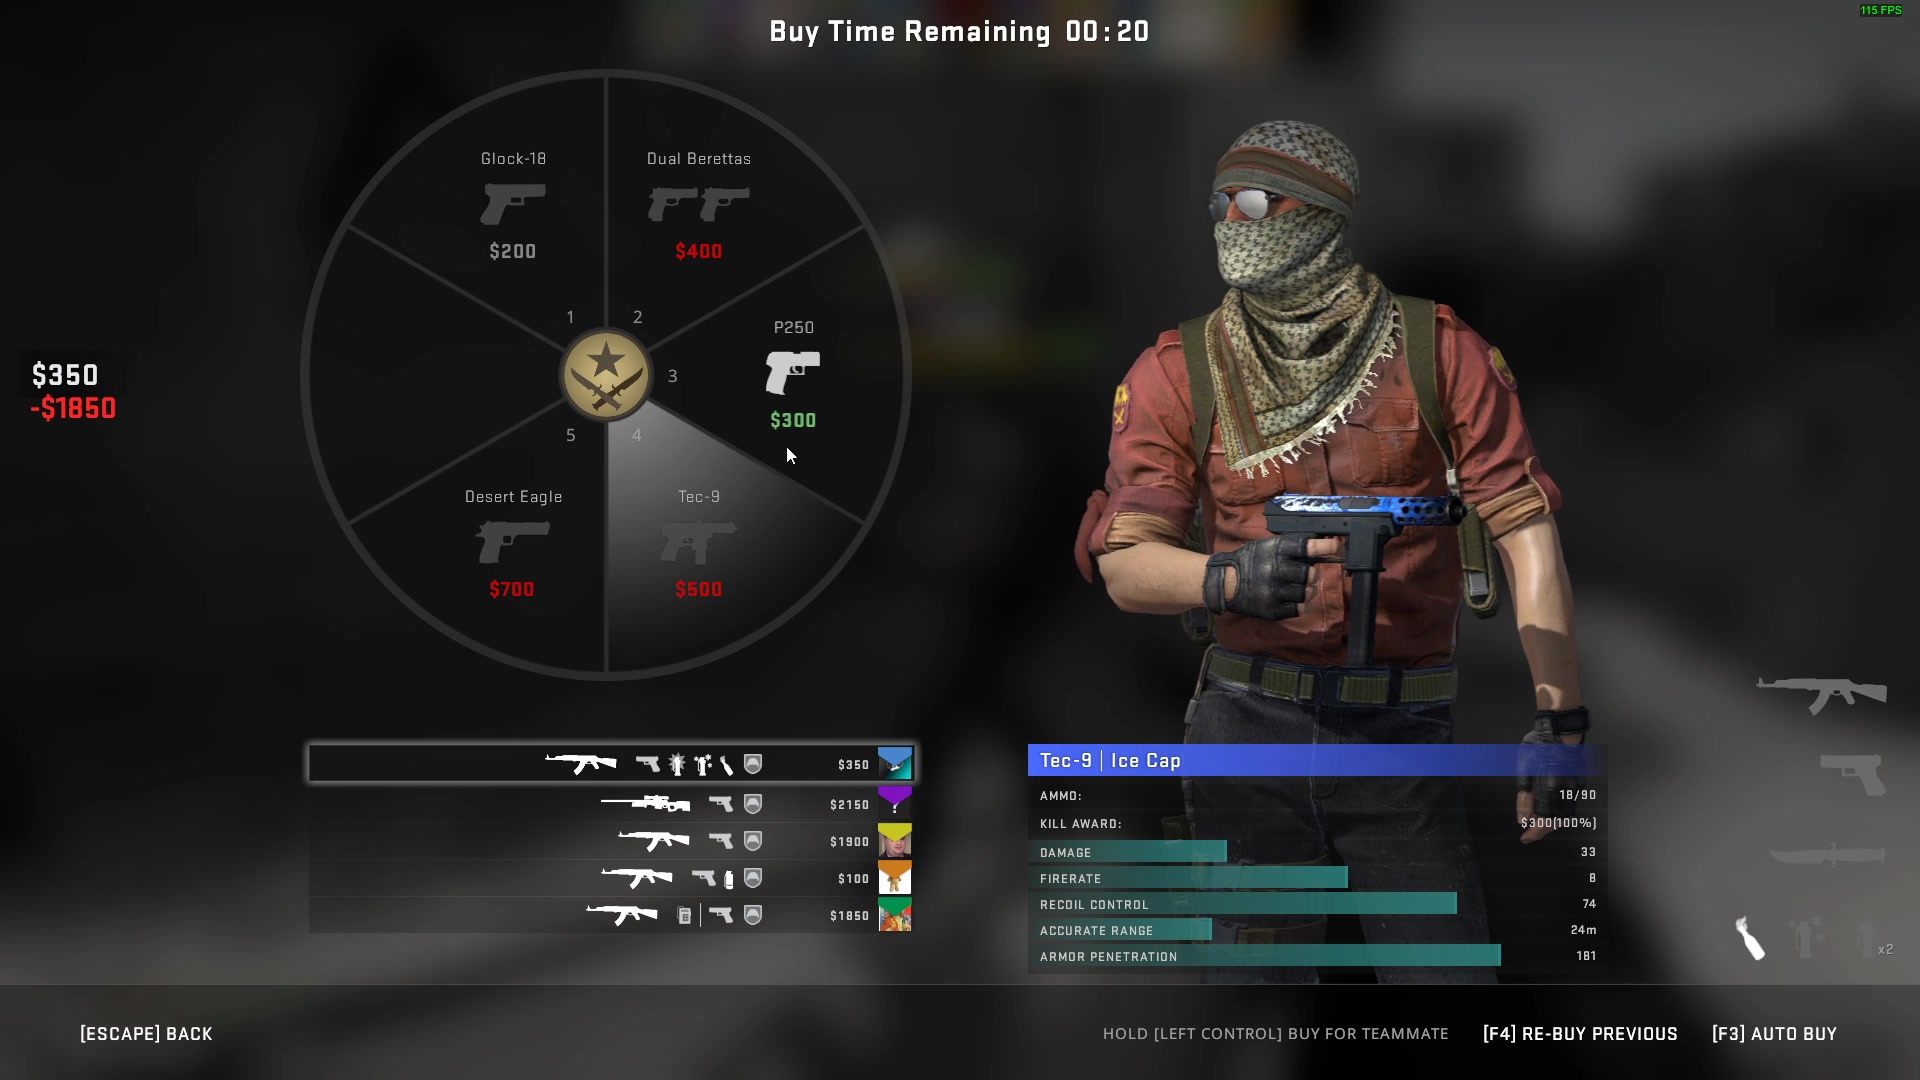 115 FPS
Buy Time Remaining 00:20
Glock-18
$200
Dual Berettas
$400
1
2
P250
$300
3
$350
-$1850
5
4
Desert Eagle
$700
Tec-9
$500
$350
$2150
?
$1900
$100
$1850
Tec-9 | Ice Cap
AMMO: 18/90
KILL AWARD: $300(100%)
DAMAGE 33
FIRERATE 8
RECOIL CONTROL 74
ACCURATE RANGE 24m
ARMOR PENETRATION 181
x2
[ESCAPE] BACK
HOLD [LEFT CONTROL] BUY FOR TEAMMATE
[F4] RE-BUY PREVIOUS
[F3] AUTO BUY